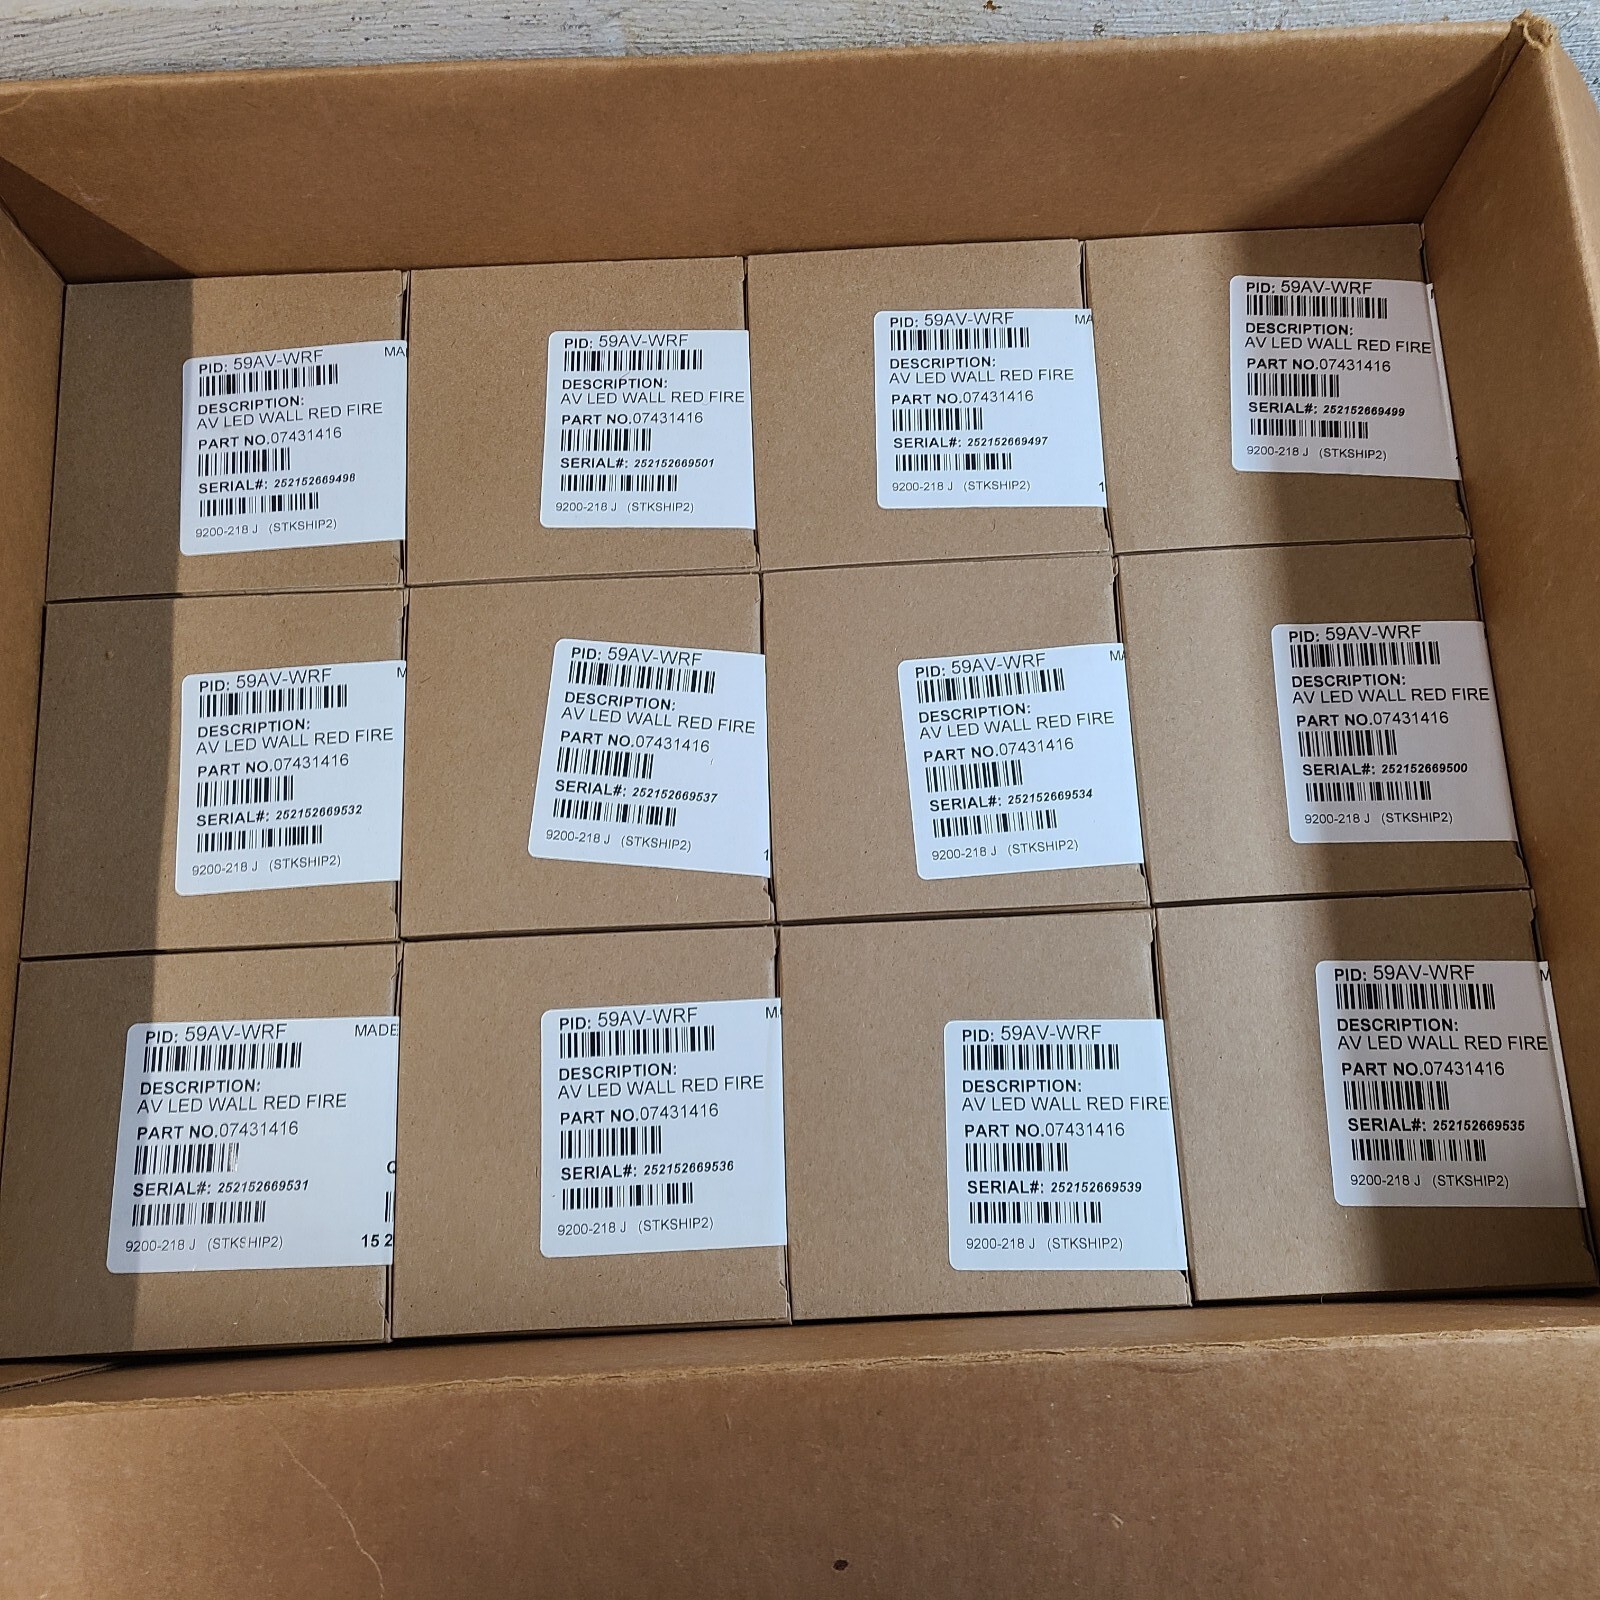 PID: 59AV-WRF
DESCRIPTION:
AV LED WALL RED FIRE
PART NO.07431416
SERIAL#: 252152669498
9200-218 J (STKSHIP2)
PID: 59AV-WRF
DESCRIPTION:
AV LED WALL RED FIRE
PART NO.07431416
SERIAL#: 252152669501
9200-218 J (STKSHIP2)
PID: 59AV-WRF
DESCRIPTION:
AV LED WALL RED FIRE
PART NO.07431416
SERIAL#: 252152669497
9200-218 J (STKSHIP2)
PID: 59AV-WRF
DESCRIPTION:
AV LED WALL RED FIRE
PART NO.07431416
SERIAL#: 252152669499
9200-218 J (STKSHIP2)
PID: 59AV-WRF
DESCRIPTION:
AV LED WALL RED FIRE
PART NO.07431416
SERIAL#: 252152669532
9200-218 J (STKSHIP2)
PID: 59AV-WRF
DESCRIPTION:
AV LED WALL RED FIRE
PART NO.07431416
SERIAL#: 252152669537
9200-218 J (STKSHIP2)
PID: 59AV-WRF
DESCRIPTION:
AV LED WALL RED FIRE
PART NO.07431416
SERIAL#: 252152669534
9200-218 J (STKSHIP2)
PID: 59AV-WRF
DESCRIPTION:
AV LED WALL RED FIRE
PART NO.07431416
SERIAL#: 252152669500
9200-218 J (STKSHIP2)
PID: 59AV-WRF MADE
DESCRIPTION:
AV LED WALL RED FIRE
PART NO.07431416
SERIAL#: 252152669531
9200-218 J (STKSHIP2) 15 2
PID: 59AV-WRF
DESCRIPTION:
AV LED WALL RED FIRE
PART NO.07431416
SERIAL#: 252152669536
9200-218 J (STKSHIP2)
PID: 59AV-WRF
DESCRIPTION:
AV LED WALL RED FIRE
PART NO.07431416
SERIAL#: 252152669539
9200-218 J (STKSHIP2)
PID: 59AV-WRF
DESCRIPTION:
AV LED WALL RED FIRE
PART NO.07431416
SERIAL#: 252152669535
9200-218 J (STKSHIP2)